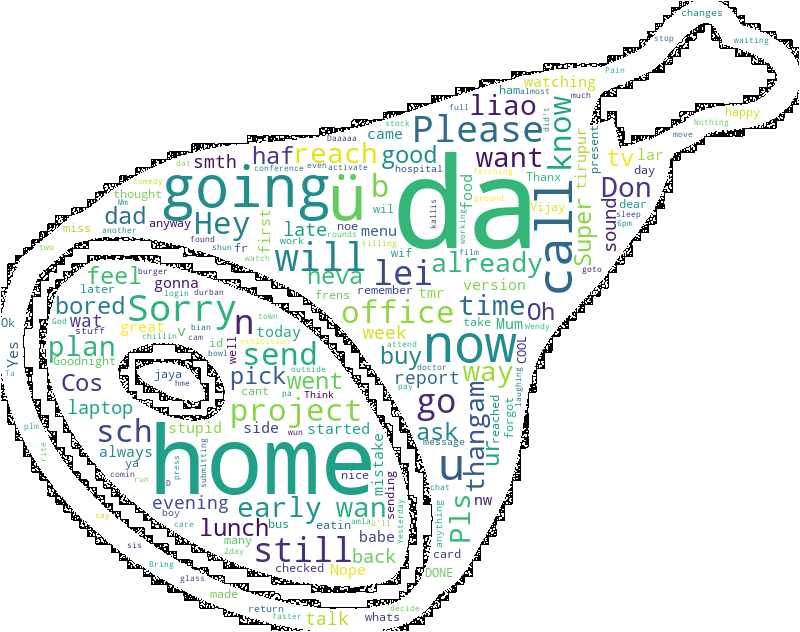 changes
stop
waiting
Pain
watching
much
ham
almost
happy
Nothing
liao
full
didn't
know
move
stock
Please
present
Daaaaa
came
haf
reach
good
want
tv
lar
dat
smth
conference
even
activate
hospital
da
fetching
Thanx
tirupur
Don
day
comedy
thought
going
ü
b
food
ground
call
Super
dear
Mm
dad
another
Hey
anyway
first
wil
kallis
Vijay
sound
sleep
6pm
miss
late
rounds
noe
menu
working
two
found
shun
fr
work
killing
will
wif
film
already
goto
watch
neva
lei
feel
burger
gonna
later
login
durban
frens
remember
tmr
version
bored
Sorry
office
time
Oh
take
Mum
Wendy
Ok
God
wat
great
bian
town
n
week
stuff
chillin
v
cam
today
Yes
plan
id
bowl
well
exhibition
send
attend
buy
now
COOL
Goodnight
outside
doctor
way
laughing
Ta
jaya
hme
Cos
pick
went
report
cant
pa
Think
pay
thangam
go
laptop
project
reached
forgot
plm
sch
stupid
side
wun
started
ask
message
ur
rite
always
home
mistake
ya
press
submitting
comin
run
nice
u
D
sending
chat
nw
evening
early
wan
Yesterday
anything
Pls
say
boy
care
lunch
bus
eatin
amla
ü'll
sis
many
babe
2day
still
back
card
Bring
glass
checked
Nope
DONE
made
return
faster
talk
whats
decide